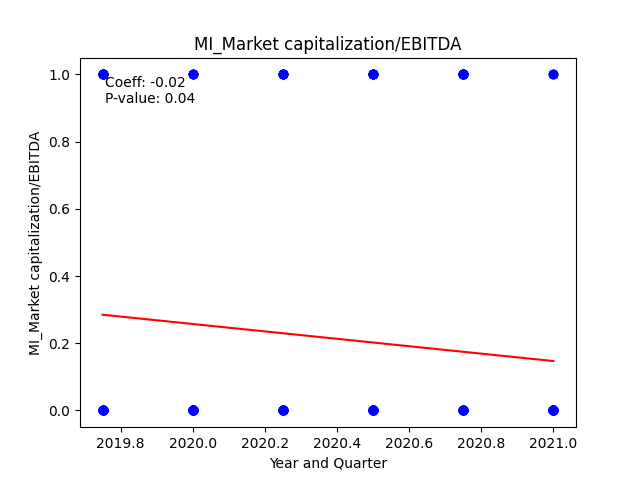 MI_Market capitalization/EBITDA
Coeff: -0.02
P-value: 0.04
MI_Market capitalization/EBITDA
1.0
0.8
0.6
0.4
0.2
0.0
2019.8 2020.0 2020.2 2020.4 2020.6 2020.8 2021.0
Year and Quarter